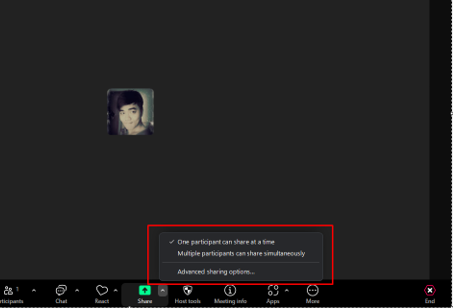 ✓ One participant can share at a time
Multiple participants can share simultaneously
Advanced sharing options...
1
rticipants Chat React Share Host tools Meeting info Apps More End